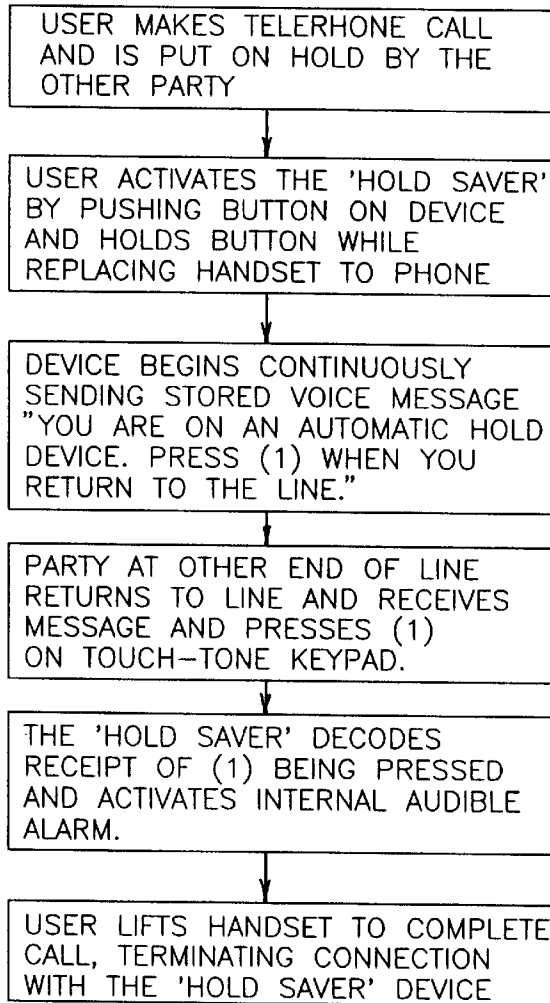 USER MAKES TELERHONE CALL
AND IS PUT ON HOLD BY THE
OTHER PARTY
USER ACTIVATES THE 'HOLD SAVER'
BY PUSHING BUTTON ON DEVICE
AND HOLDS BUTTON WHILE
REPLACING HANDSET TO PHONE
DEVICE BEGINS CONTINUOUSLY
SENDING STORED VOICE MESSAGE
"YOU ARE ON AN AUTOMATIC HOLD
DEVICE. PRESS (1) WHEN YOU
RETURN TO THE LINE."
PARTY AT OTHER END OF LINE
RETURNS TO LINE AND RECEIVES
MESSAGE AND PRESSES (1)
ON TOUCH-TONE KEYPAD.
THE 'HOLD SAVER' DECODES
RECEIPT OF (1) BEING PRESSED
AND ACTIVATES INTERNAL AUDIBLE
ALARM.
USER LIFTS HANDSET TO COMPLETE
CALL, TERMINATING CONNECTION
WITH THE 'HOLD SAVER' DEVICE